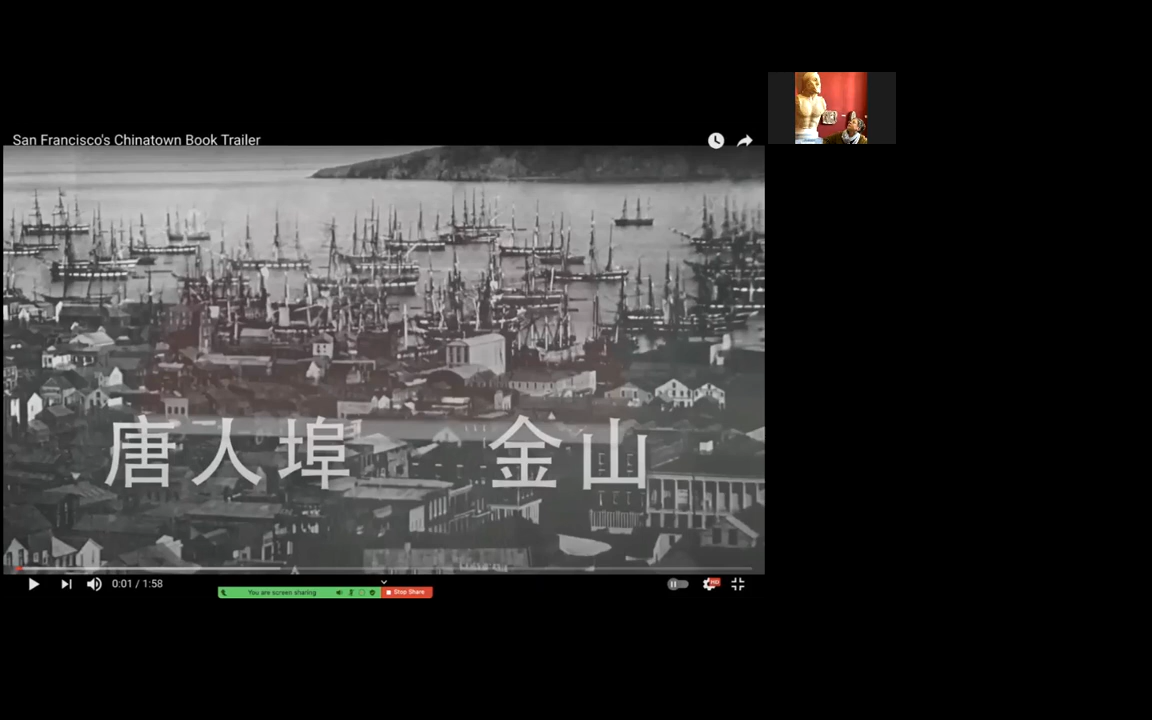 San Francisco's Chinatown Book Trailer
唐人埠 金山
0:01 / 1:58
HD
You are screen sharing
Stop Share